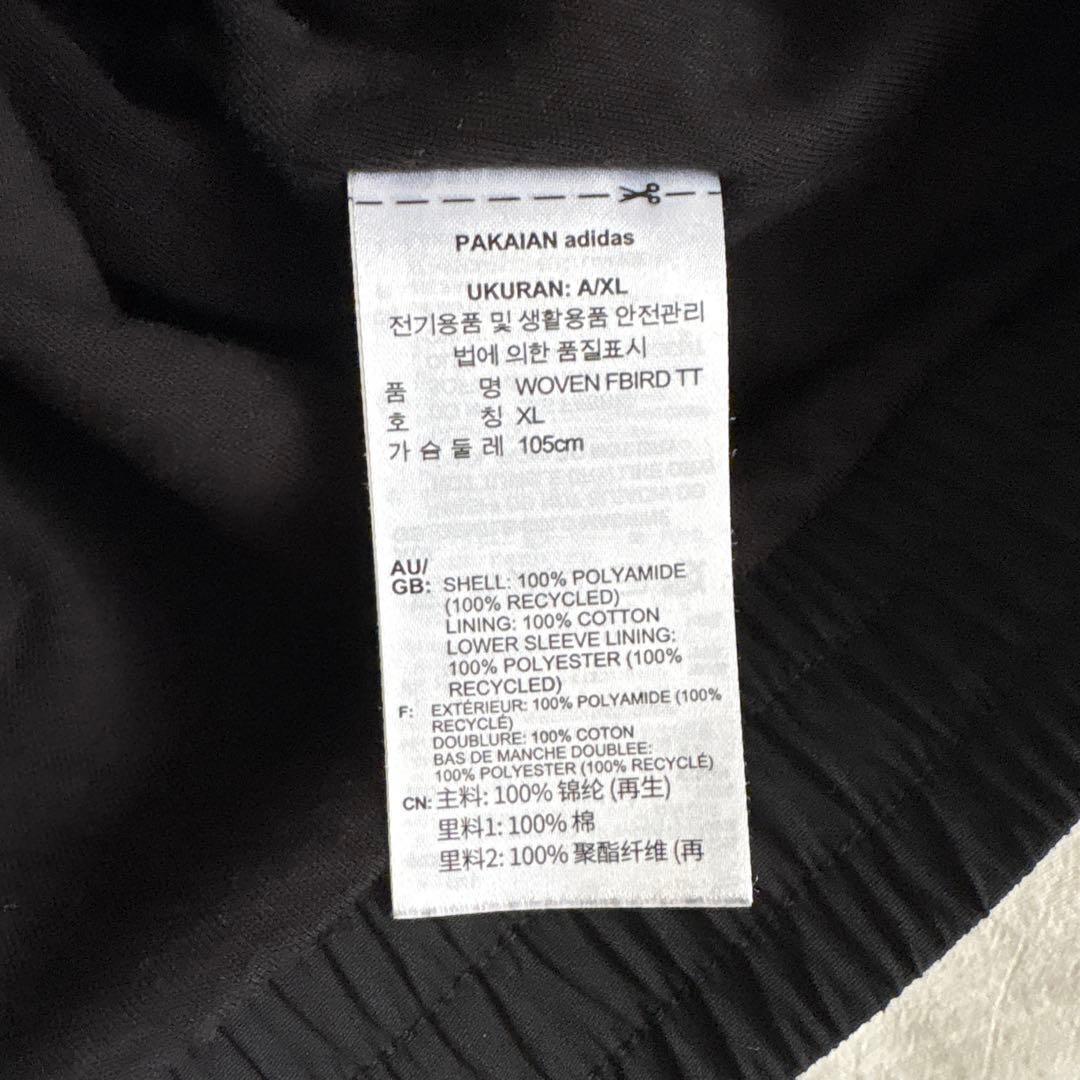 PAKAIAN adidas
UKURAN: A/XL
전기용품 및 생활용품 안전관리
법에 의한 품질표시
품 명 WOVEN FBIRD TT
호 칭 XL
가 슴 둘 레 105cm
AU/
GB: SHELL: 100% POLYAMIDE
(100% RECYCLED)
LINING: 100% COTTON
LOWER SLEEVE LINING:
100% POLYESTER (100%
RECYCLED)
F: EXTÉRIEUR: 100% POLYAMIDE (100%
RECYCLÉ)
DOUBLURE: 100% COTON
BAS DE MANCHE DOUBLEE:
100% POLYESTER (100% RECYCLÉ)
CN: 主料: 100% 锦纶 (再生)
里料1: 100% 棉
里料2: 100% 聚酯纤维 (再